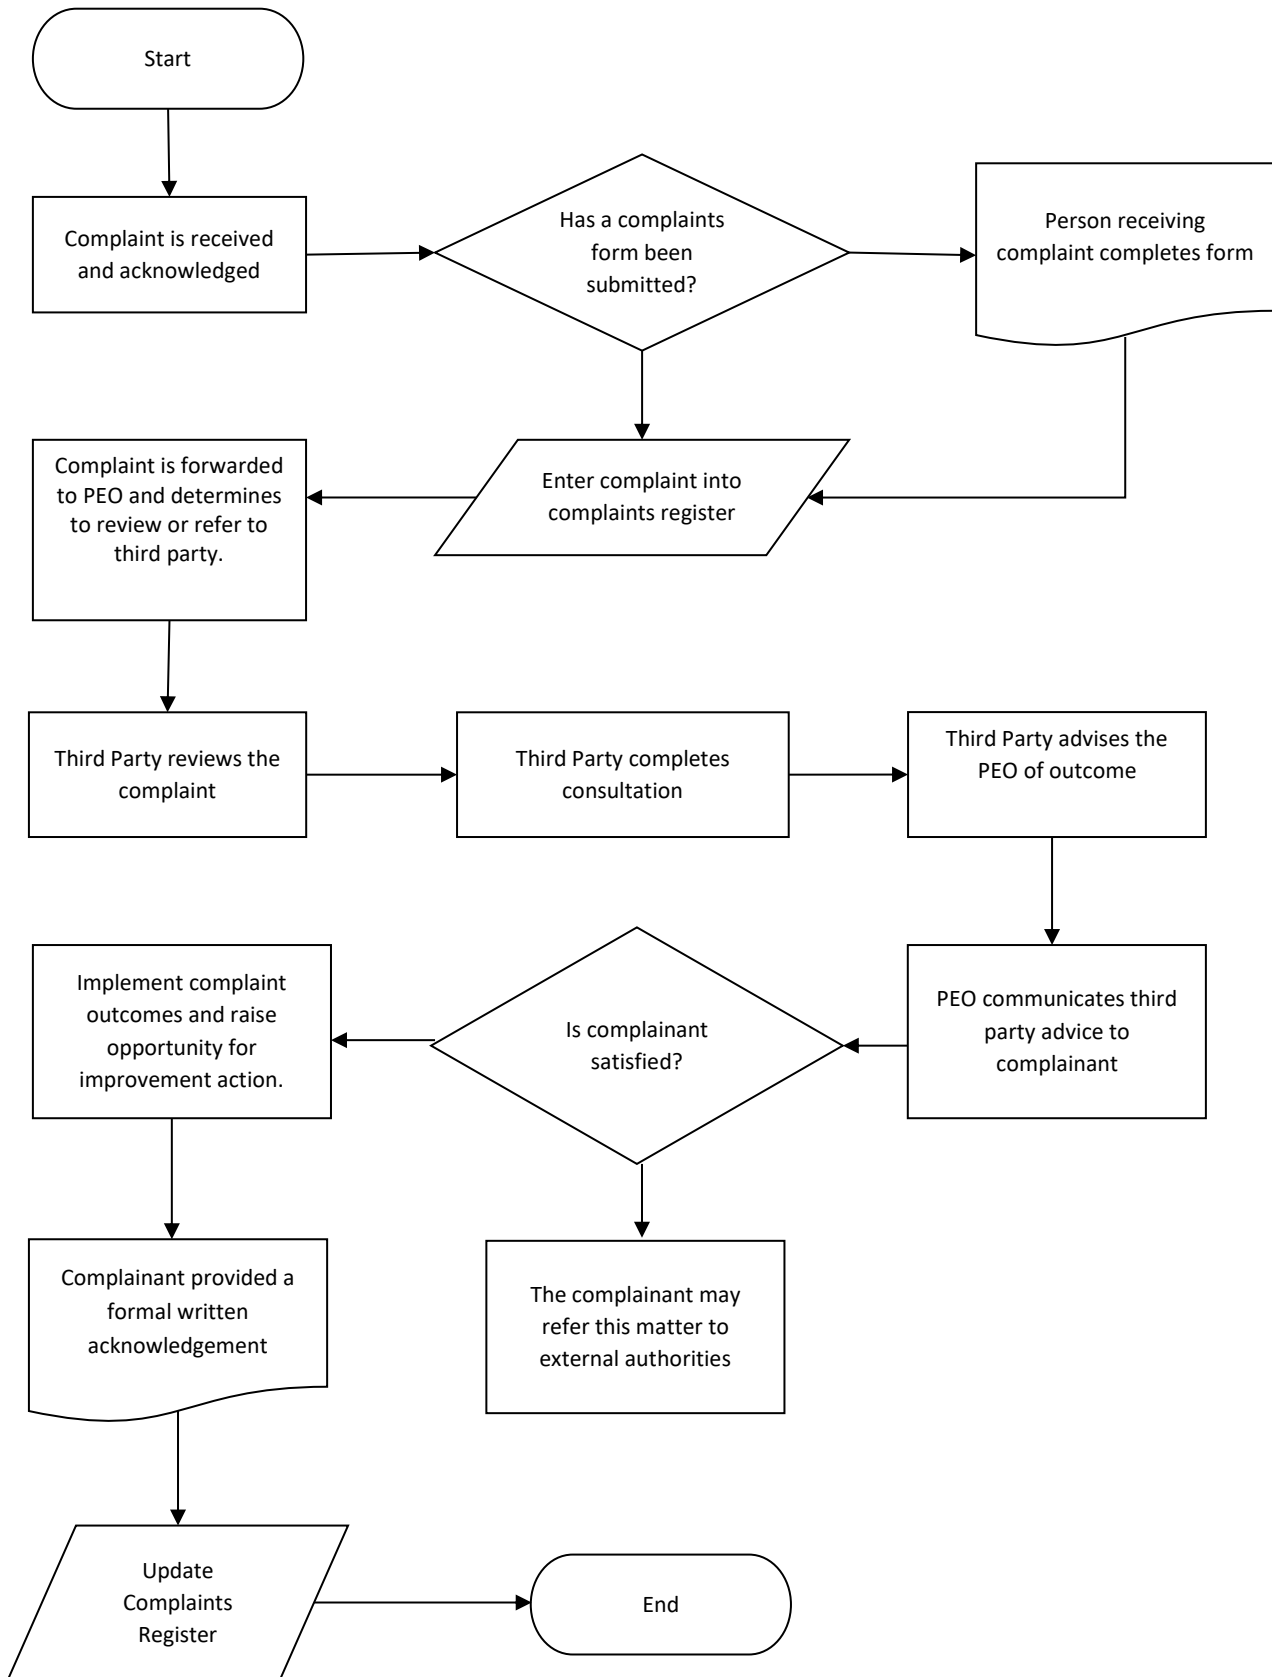 Start
Complaint is received
and acknowledged
Has a complaints
form been
submitted?
Person receiving
complaint completes form
Complaint is forwarded
to PEO and determines
to review or refer to
third party.
Enter complaint into
complaints register
Third Party reviews the
complaint
Third Party completes
consultation
Third Party advises the
PEO of outcome
Implement complaint
outcomes and raise
opportunity for
improvement action.
Is complainant
satisfied?
PEO communicates third
party advice to
complainant
Complainant provided a
formal written
acknowledgement
The complainant may
refer this matter to
external authorities
Update
Complaints
Register
End